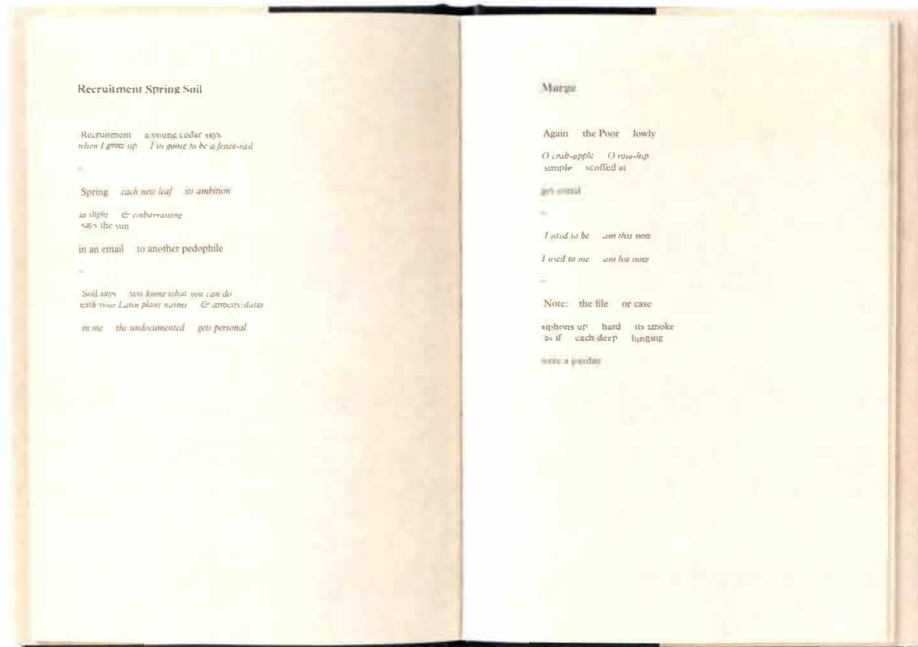 Recruitment Spring Soil
Recruitment a young cedar says
when I grow up I'm going to be a fence-rail
Spring each new leaf its ambition
so slight & embarrassing
says the sun
in an email to another pedophile
Soil says you know what you can do
with your Latin plant names & atrocity-dates
in me the undocumented gets personal
Marge
Again the Poor lowly
O crab-apple O rose-hip
simple scoffed at
get
I used to be am this now
I used to me am her now
Note: the file or case
siphons up hard its smoke
as if each deep lunging
were a payday